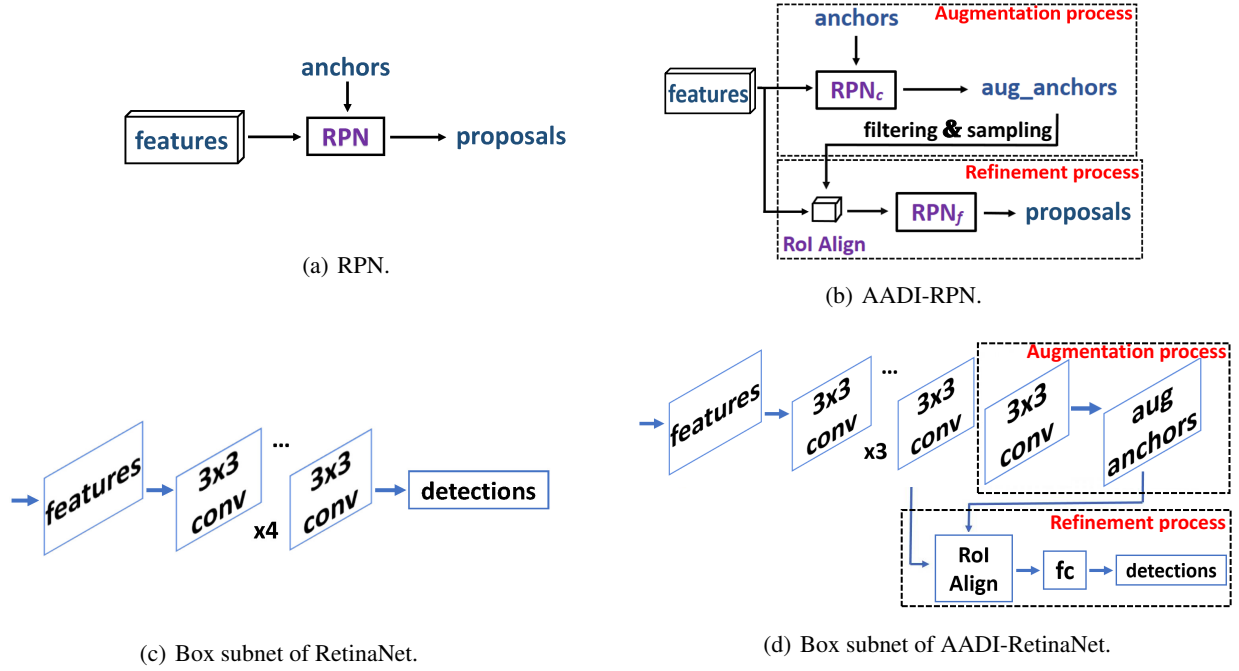 anchors
features
RPN
proposals
(a) RPN.
Augmentation process
anchors
features
RPNc
aug_anchors
filtering & sampling
Refinement process
RPNf
proposals
RoI Align
(b) AADI-RPN.
features
3x3
conv
...
x4
3x3
conv
detections
(c) Box subnet of RetinaNet.
Augmentation process
features
3x3
conv
...
x3
3x3
conv
3x3
conv
aug
anchors
Refinement process
RoI
Align
fc
detections
(d) Box subnet of AADI-RetinaNet.